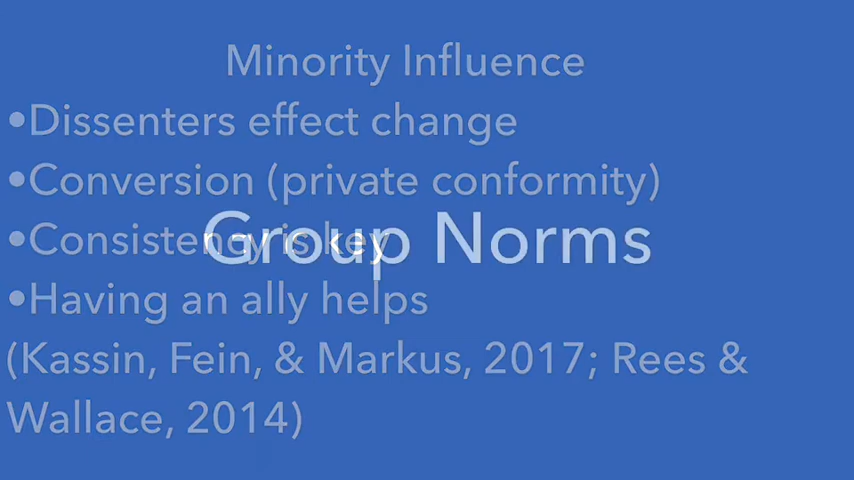 Minority Influence
•Dissenters effect change
•Conversion (private conformity)
•Consistency is key
Group Norms
•Having an ally helps
(Kassin, Fein, & Markus, 2017; Rees &
Wallace, 2014)